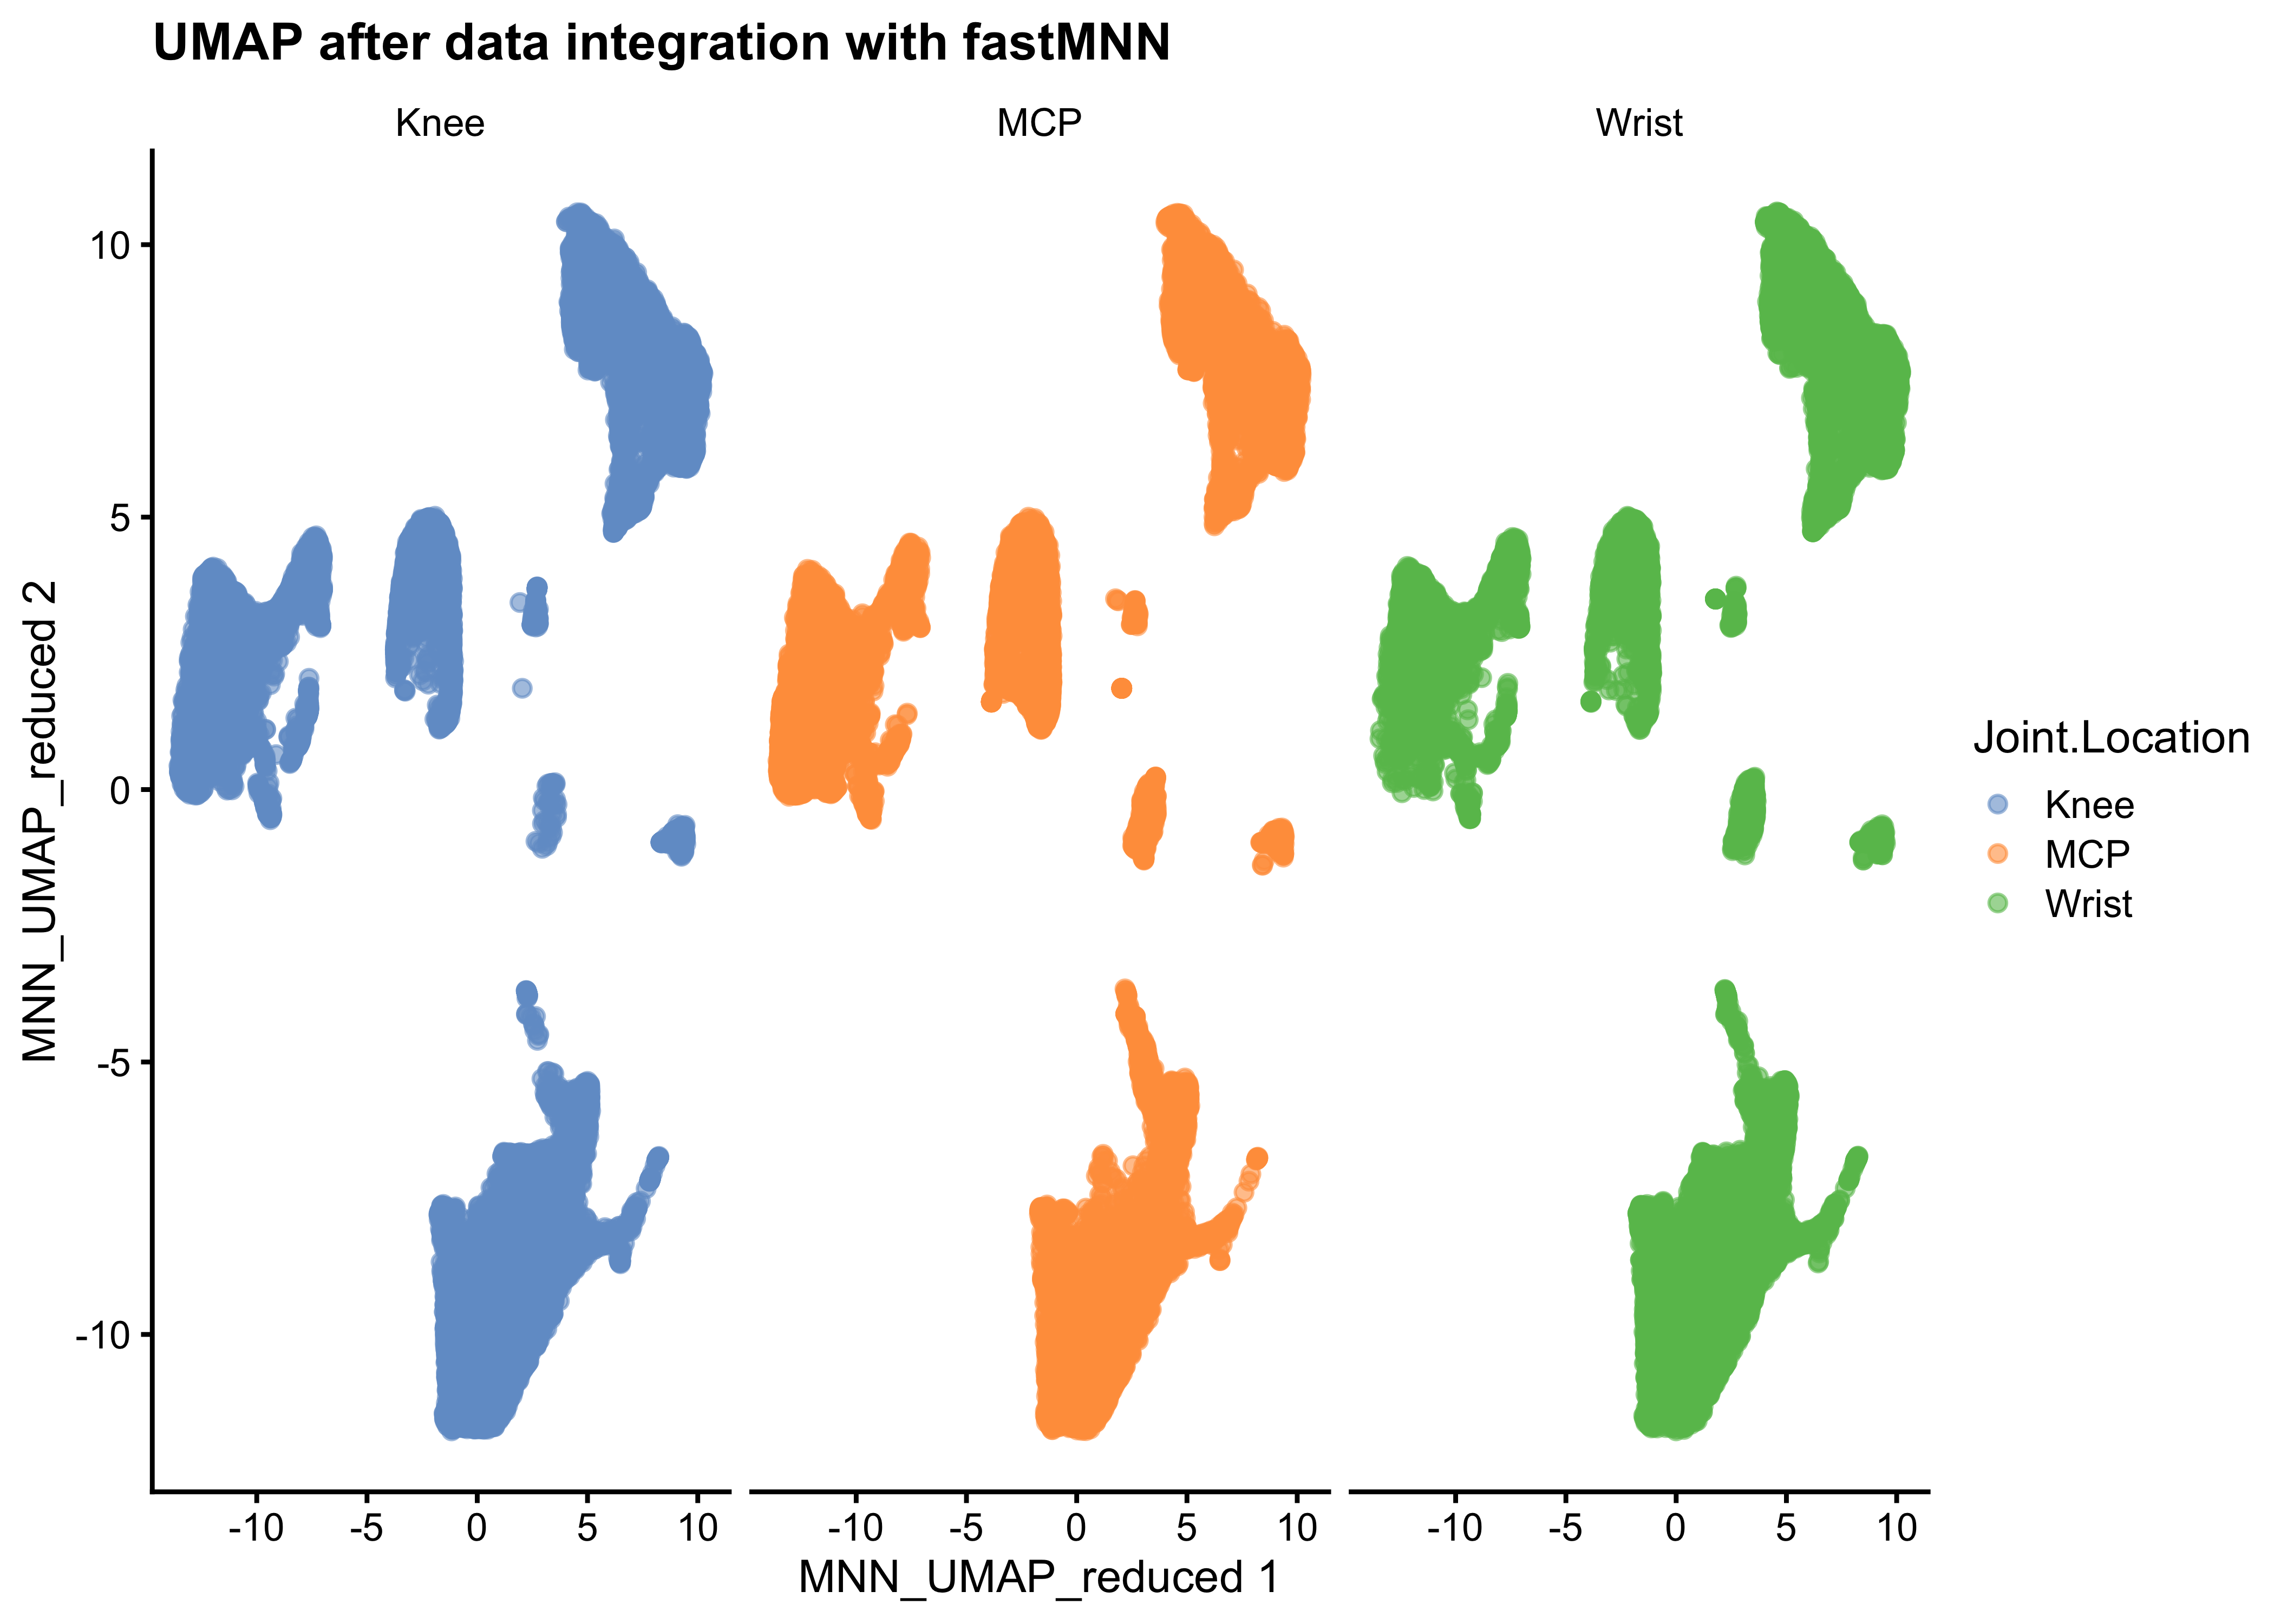 UMAP after data integration with fastMNN
Knee
MCP
Wrist
MNN_UMAP_reduced 2
10
5
0
-5
-10
-10 -5 0 5 10
-10 -5 0 5 10
-10 -5 0 5 10
MNN_UMAP_reduced 1
Joint.Location
Knee
MCP
Wrist